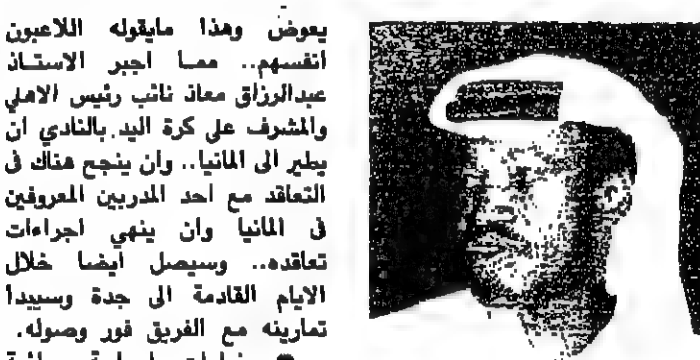 يعوض وهذا مايقوله اللاعبون
انفسهم.. مما اجبر الاستاذ
عبدالرزاق معاذ نائب رئيس الاهلي
والمشرف على كرة اليد بالنادي ان
يطير الى المانيا.. وان ينجح هناك في
التعاقد مع احد المدربين المعروفين
في المانيا وان ينهي اجراءات
تعاقده.. وسيصل ايضا خلال
الايام القادمة الى جدة وسيبدأ
تمارينه مع الفريق فور وصوله.